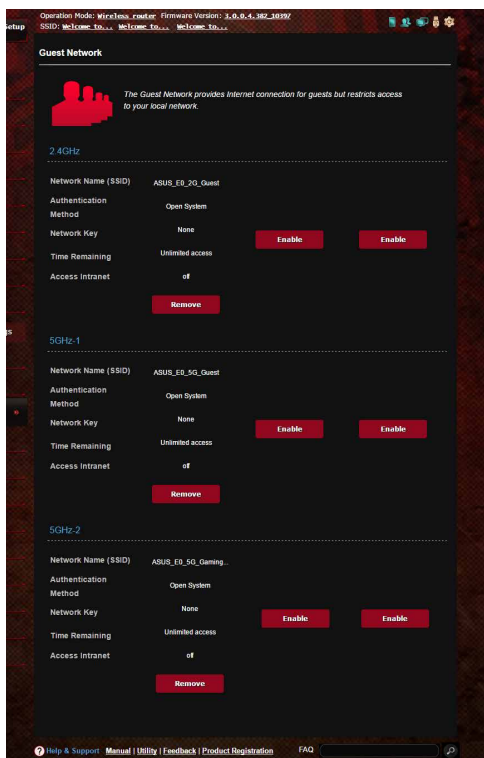 Operation Mode: Wireless router Firmware Version: 3.0.0.4.382_10397
Setup SSID: Welcome to... Welcome to... Welcome to...
Guest Network
The Guest Network provides Internet connection for guests but restricts access
to your local network.
2.4GHz
Network Name (SSID) ASUS_E0_2G_Guest
Authentication
Method Open System
Network Key None
Enable Enable
Time Remaining Unlimited access
Access Intranet off
Remove
gs
5GHz-1
Network Name (SSID) ASUS_E0_5G_Guest
Authentication
Method Open System
Network Key None
Enable Enable
Time Remaining Unlimited access
Access Intranet off
Remove
5GHz-2
Network Name (SSID) ASUS_E0_5G_Gaming...
Authentication
Method Open System
Network Key None
Enable Enable
Time Remaining Unlimited access
Access Intranet off
Remove
Help & Support Manual | Utility | Feedback | Product Registration FAQ